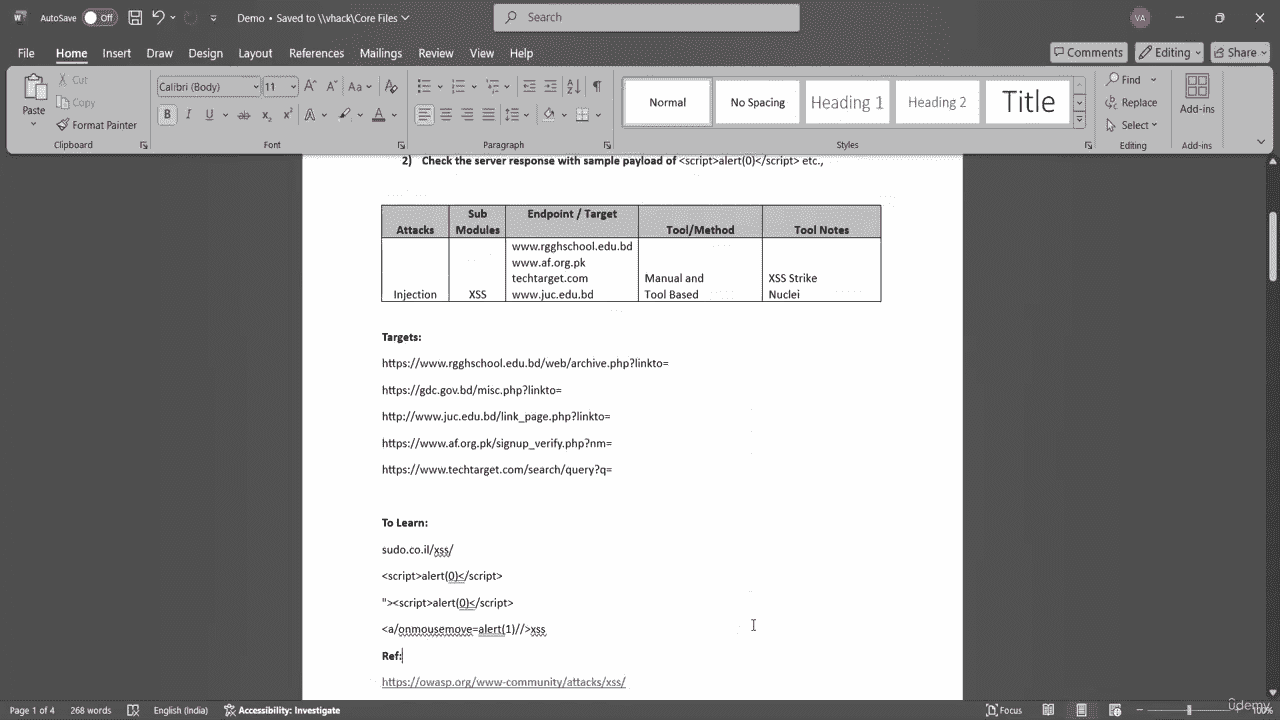 Demo • Saved to \\vhack\Core Files
Search
VA
File Home Insert Draw Design Layout References Mailings Review View Help
Comments Editing Share
Paste
Cut
Copy
Format Painter
Clipboard
Calibri (Body) 11
Font
Paragraph
Normal
No Spacing
Heading 1
Heading 2
Title
Styles
Find
Replace
Select
Editing
Add-ins
Add-ins
2) Check the server response with sample payload of <script>alert(0)</script> etc.,
Attacks Sub Modules Endpoint / Target Tool/Method Tool Notes
www.rgghschool.edu.bd
www.af.org.pk
techtarget.com Manual and XSS Strike
Injection XSS www.juc.edu.bd Tool Based Nuclei
Targets:
https://www.rgghschool.edu.bd/web/archive.php?linkto=
https://gdc.gov.bd/misc.php?linkto=
http://www.juc.edu.bd/link_page.php?linkto=
https://www.af.org.pk/signup_verify.php?nm=
https://www.techtarget.com/search/query?q=
To Learn:
sudo.co.il/xss/
<script>alert(0)</script>
"><script>alert(0)</script>
<a/onmousemove=alert(1)//>xss
Ref:
https://owasp.org/www-community/attacks/xss/
Page 1 of 4 268 words English (India) Accessibility: Investigate Focus